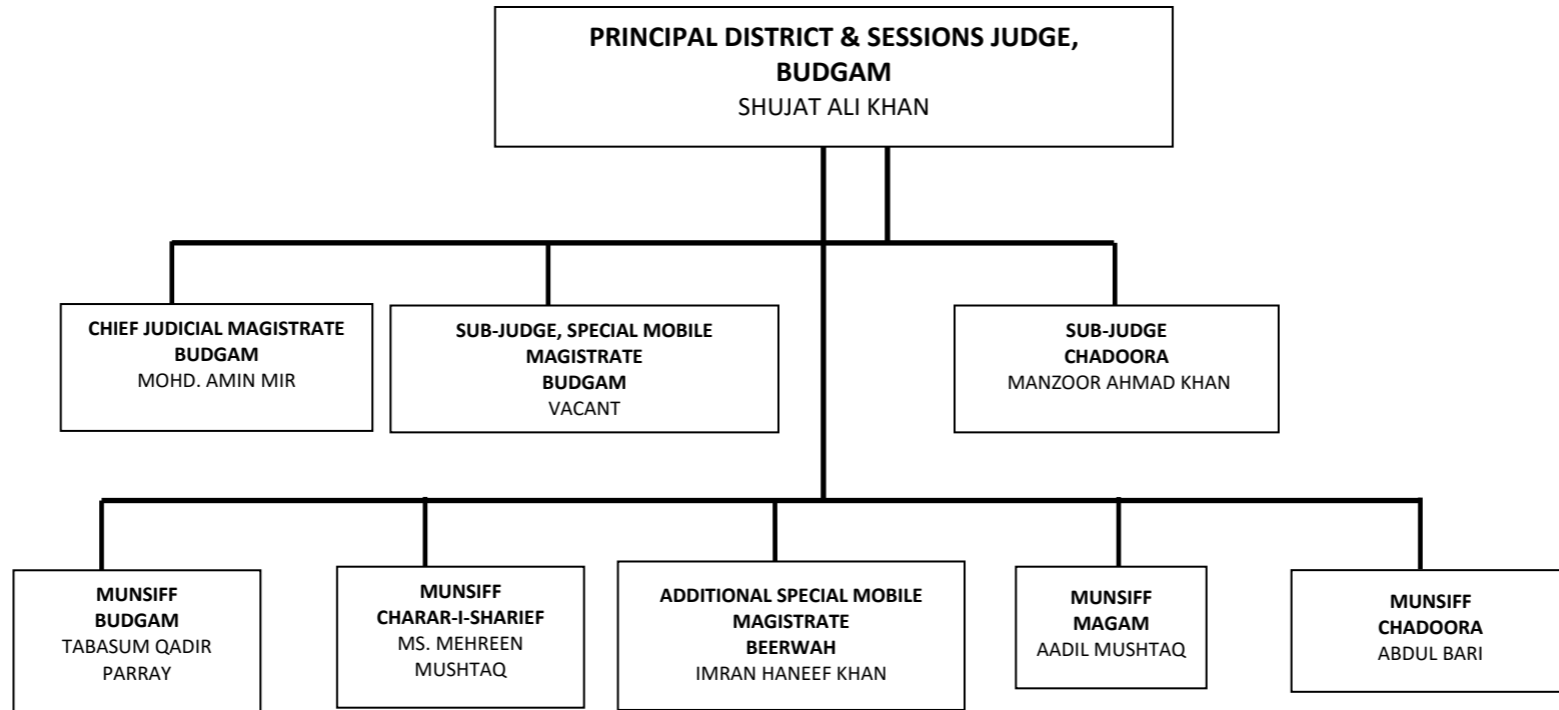 PRINCIPAL DISTRICT & SESSIONS JUDGE,
BUDGAM
SHUJAT ALI KHAN
CHIEF JUDICIAL MAGISTRATE
BUDGAM
MOHD. AMIN MIR
SUB-JUDGE, SPECIAL MOBILE
MAGISTRATE
BUDGAM
VACANT
SUB-JUDGE
CHADOORA
MANZOOR AHMAD KHAN
MUNSIFF
BUDGAM
TABASUM QADIR
PARRAY
MUNSIFF
CHARAR-I-SHARIEF
MS. MEHREEN
MUSHTAQ
ADDITIONAL SPECIAL MOBILE
MAGISTRATE
BEERWAH
IMRAN HANEEF KHAN
MUNSIFF
MAGAM
AADIL MUSHTAQ
MUNSIFF
CHADOORA
ABDUL BARI